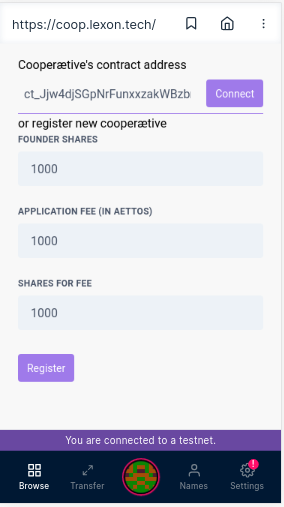 https://coop.lexon.tech/
Cooperætive's contract address
ct_Jjw4djSGpNrFunxxzakWBzb
Connect
or register new cooperætive
FOUNDER SHARES
1000
APPLICATION FEE (IN AETTOS)
1000
SHARES FOR FEE
1000
Register
You are connected to a testnet.
Browse
Transfer
Names
Settings
!